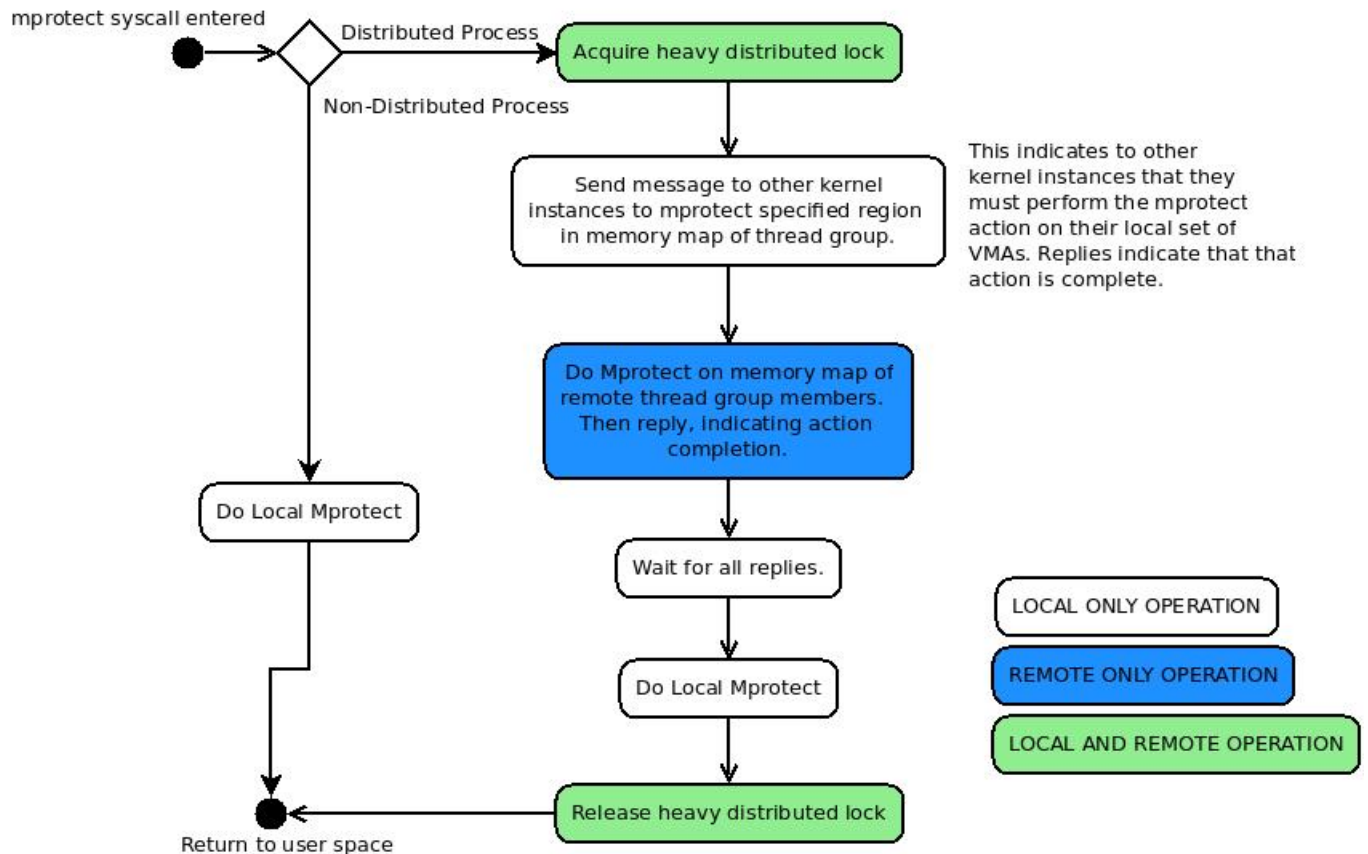 mprotect syscall entered
Distributed Process
Acquire heavy distributed lock
Non-Distributed Process
Send message to other kernel
instances to mprotect specified region
in memory map of thread group.
This indicates to other
kernel instances that they
must perform the mprotect
action on their local set of
VMAs. Replies indicate that that
action is complete.
Do Mprotect on memory map of
remote thread group members.
Then reply, indicating action
completion.
Do Local Mprotect
Wait for all replies.
Do Local Mprotect
Release heavy distributed lock
Return to user space
LOCAL ONLY OPERATION
REMOTE ONLY OPERATION
LOCAL AND REMOTE OPERATION